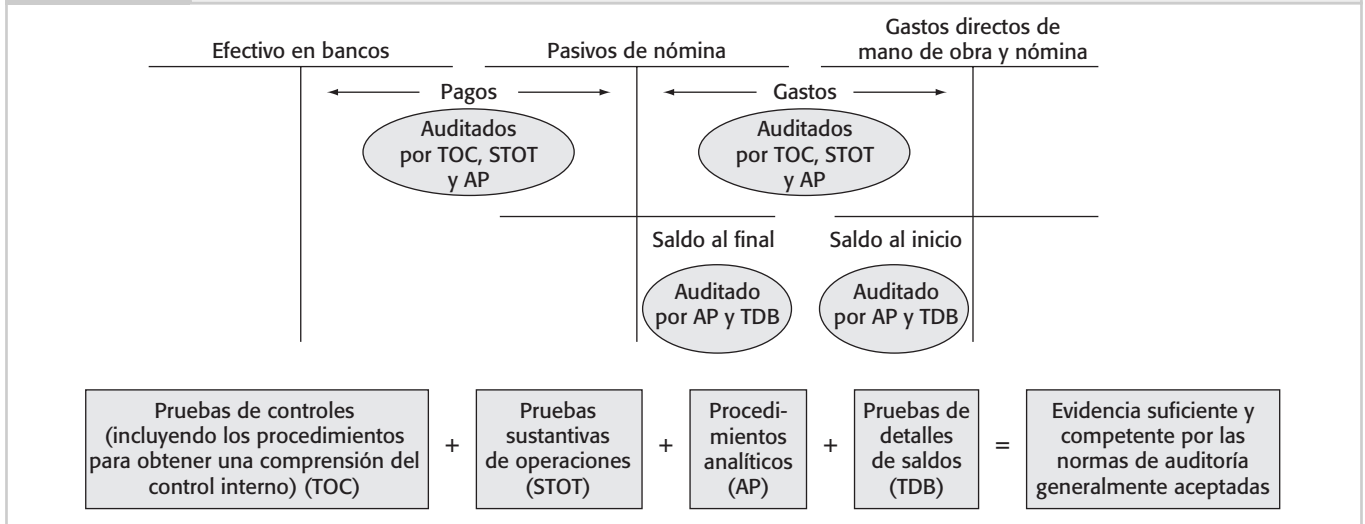 Efectivo en bancos
Pasivos de nómina
Gastos directos de
mano de obra y nómina
Pagos
Gastos
Auditados
por TOC, STOT
y AP
Auditados
por TOC, STOT
y AP
Saldo al final
Saldo al inicio
Auditado
por AP y TDB
Auditado
por AP y TDB
Pruebas de controles
(incluyendo los procedimientos
para obtener una comprensión del
control interno) (TOC)
+
Pruebas
sustantivas
de operaciones
(STOT)
+
Procedi-
mientos
analíticos
(AP)
+
Pruebas de
detalles
de saldos
(TDB)
=
Evidencia suficiente y
competente por las
normas de auditoría
generalmente aceptadas